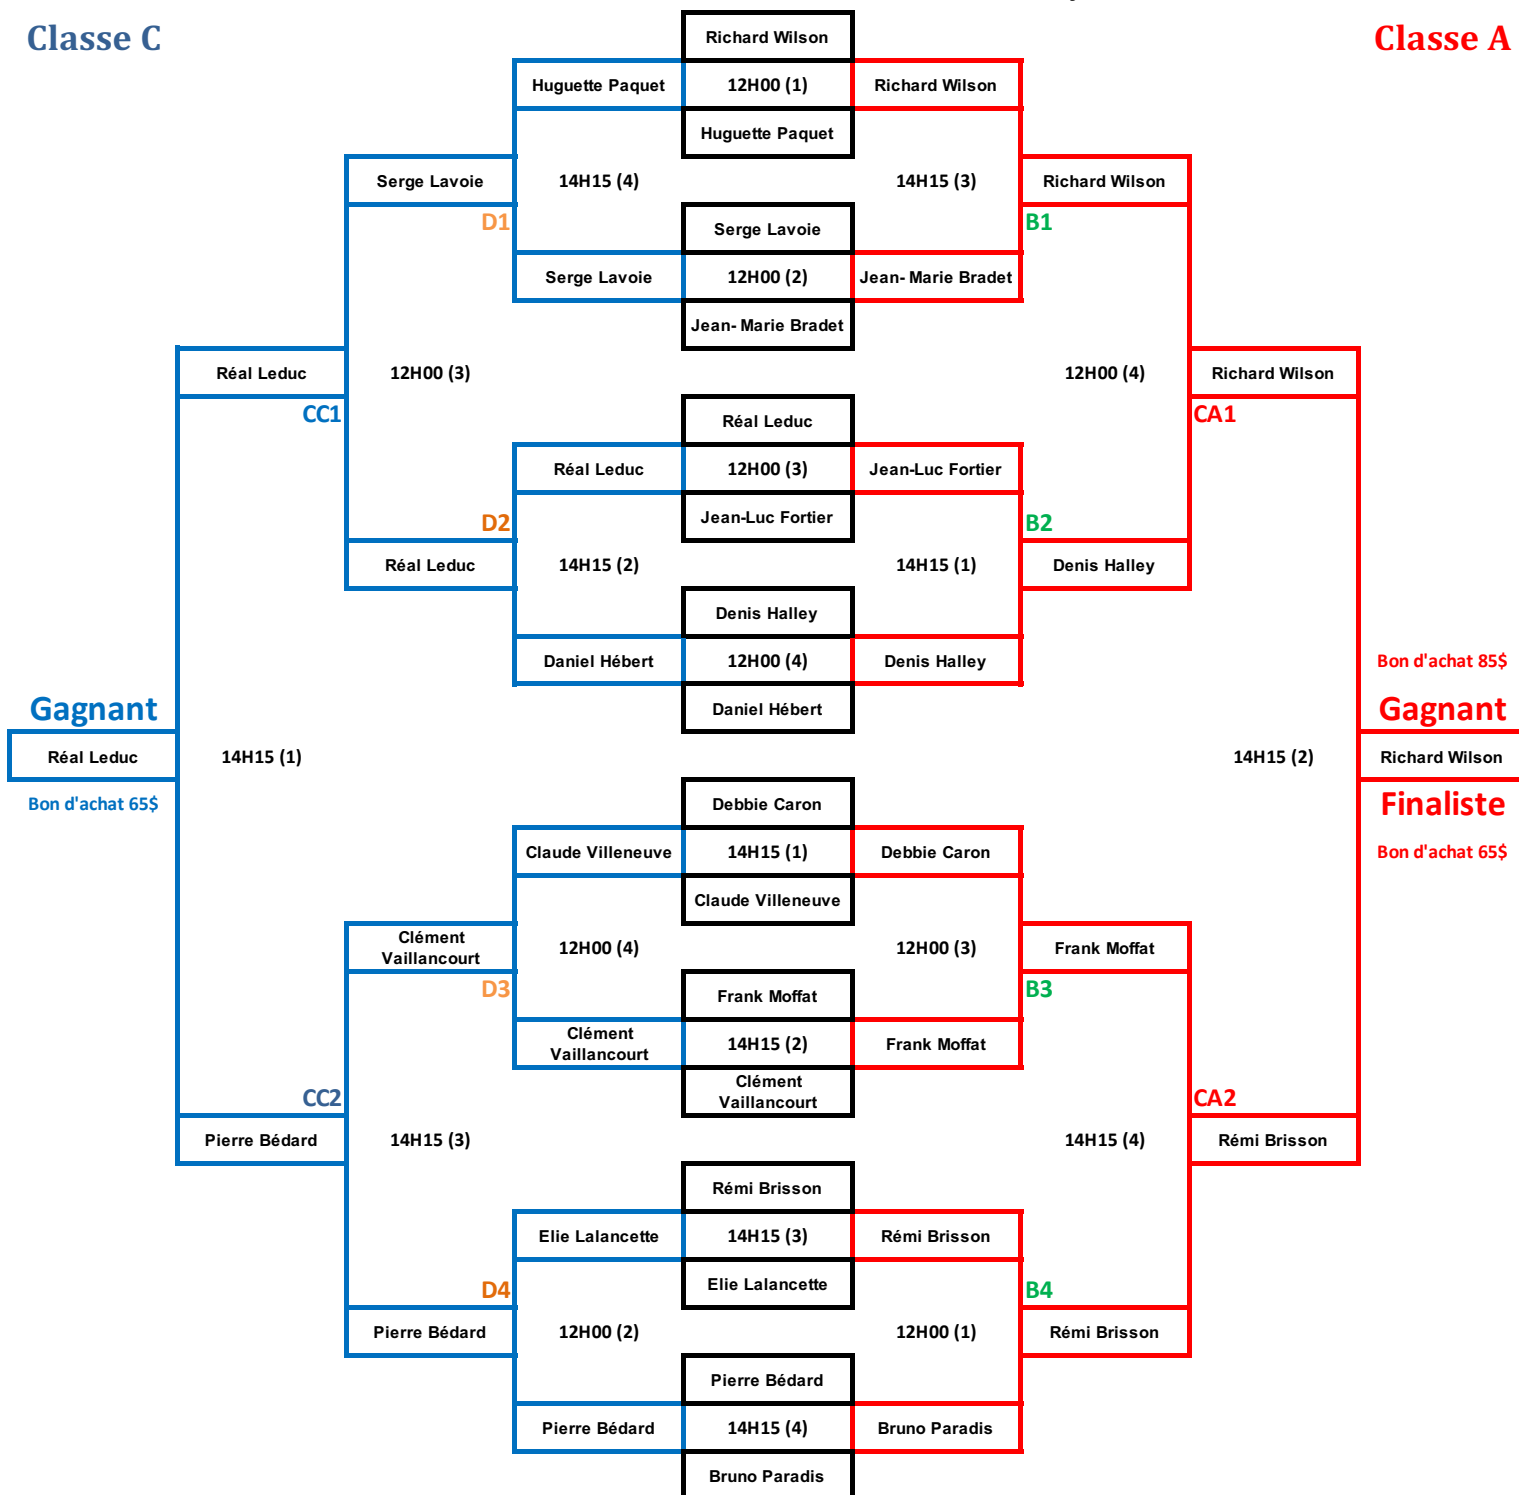 Classe C
Richard Wilson
Classe A
Huguette Paquet
12H00 (1)
Richard Wilson
Huguette Paquet
Serge Lavoie
14H15 (4)
14H15 (3)
Richard Wilson
D1
Serge Lavoie
B1
Serge Lavoie
12H00 (2)
Jean- Marie Bradet
Jean- Marie Bradet
Réal Leduc
12H00 (3)
12H00 (4)
Richard Wilson
CC1
Réal Leduc
CA1
Réal Leduc
12H00 (3)
Jean-Luc Fortier
D2
Jean-Luc Fortier
B2
Réal Leduc
14H15 (2)
14H15 (1)
Denis Halley
Denis Halley
Daniel Hébert
12H00 (4)
Denis Halley
Bon d'achat 85$
Gagnant
Daniel Hébert
Gagnant
Réal Leduc
14H15 (1)
14H15 (2)
Richard Wilson
Bon d'achat 65$
Debbie Caron
Finaliste
Claude Villeneuve
14H15 (1)
Debbie Caron
Bon d'achat 65$
Claude Villeneuve
Clément
Vaillancourt
12H00 (4)
12H00 (3)
Frank Moffat
D3
Frank Moffat
B3
Clément
Vaillancourt
14H15 (2)
Frank Moffat
CC2
Clément
Vaillancourt
CA2
Pierre Bédard
14H15 (3)
14H15 (4)
Rémi Brisson
Rémi Brisson
Elie Lalancette
14H15 (3)
Rémi Brisson
D4
Elie Lalancette
B4
Pierre Bédard
12H00 (2)
12H00 (1)
Rémi Brisson
Pierre Bédard
Pierre Bédard
14H15 (4)
Bruno Paradis
Bruno Paradis